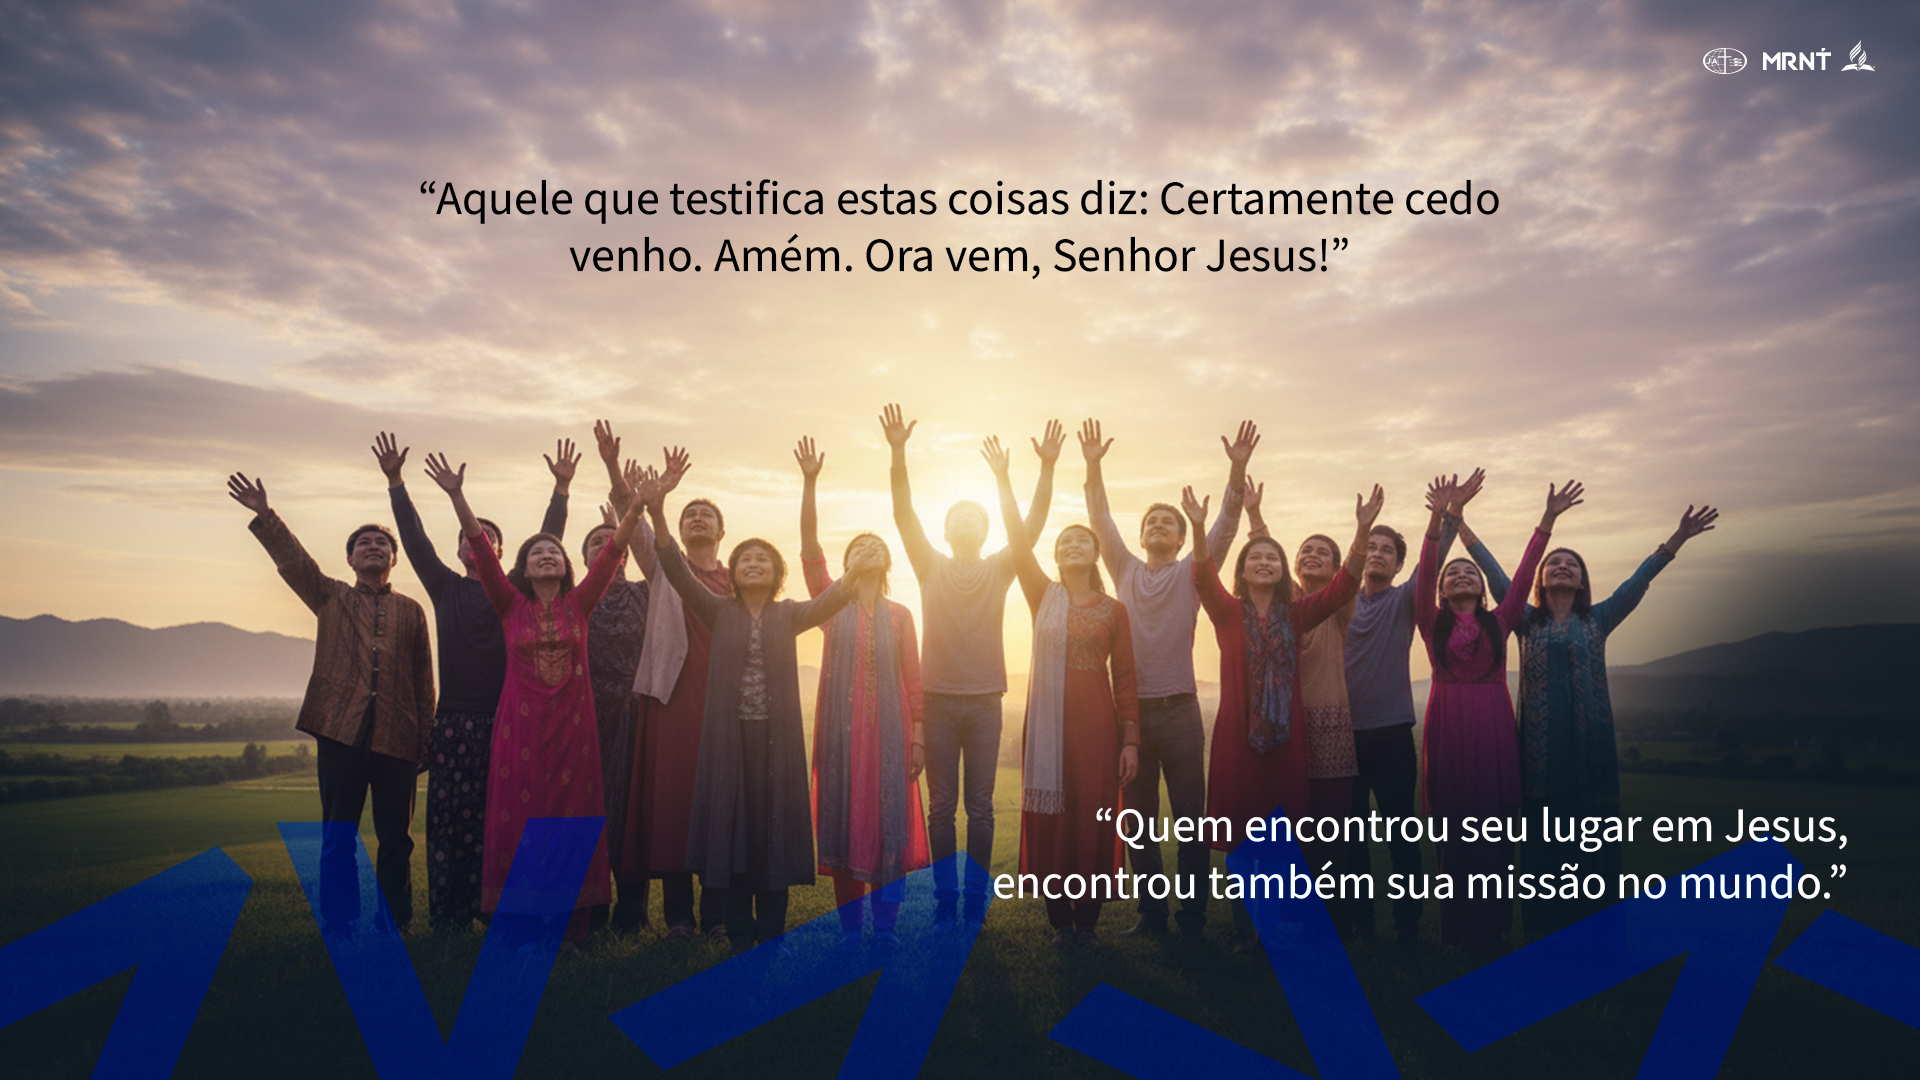 MRNT
“Aquele que testifica estas coisas diz: Certamente cedo
venho. Amém. Ora vem, Senhor Jesus!”
“Quem encontrou seu lugar em Jesus,
encontrou também sua missão no mundo.”